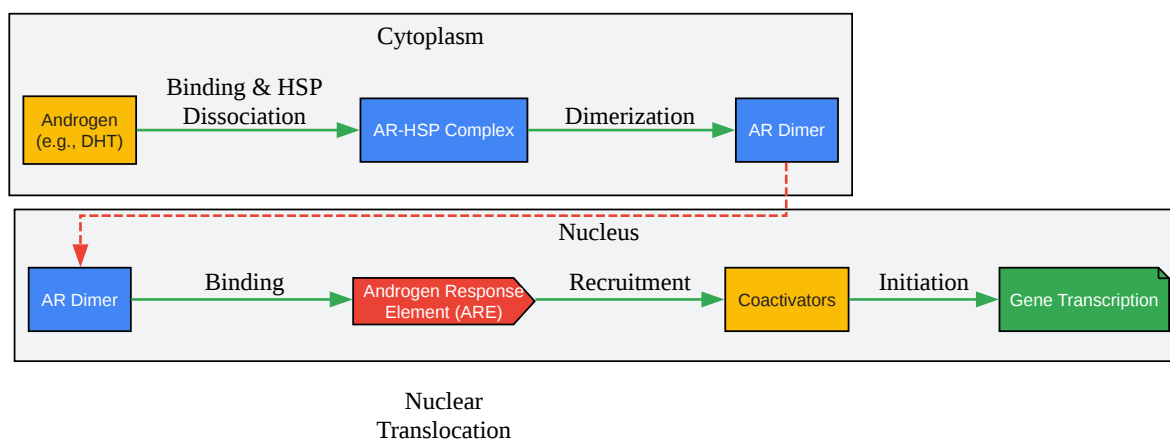 Cytoplasm
Binding & HSP
Dissociation
Androgen
(e.g., DHT)
AR-HSP Complex
Dimerization
AR Dimer
Nucleus
AR Dimer
Binding
Androgen Response
Element (ARE)
Recruitment
Coactivators
Initiation
Gene Transcription
Nuclear
Translocation